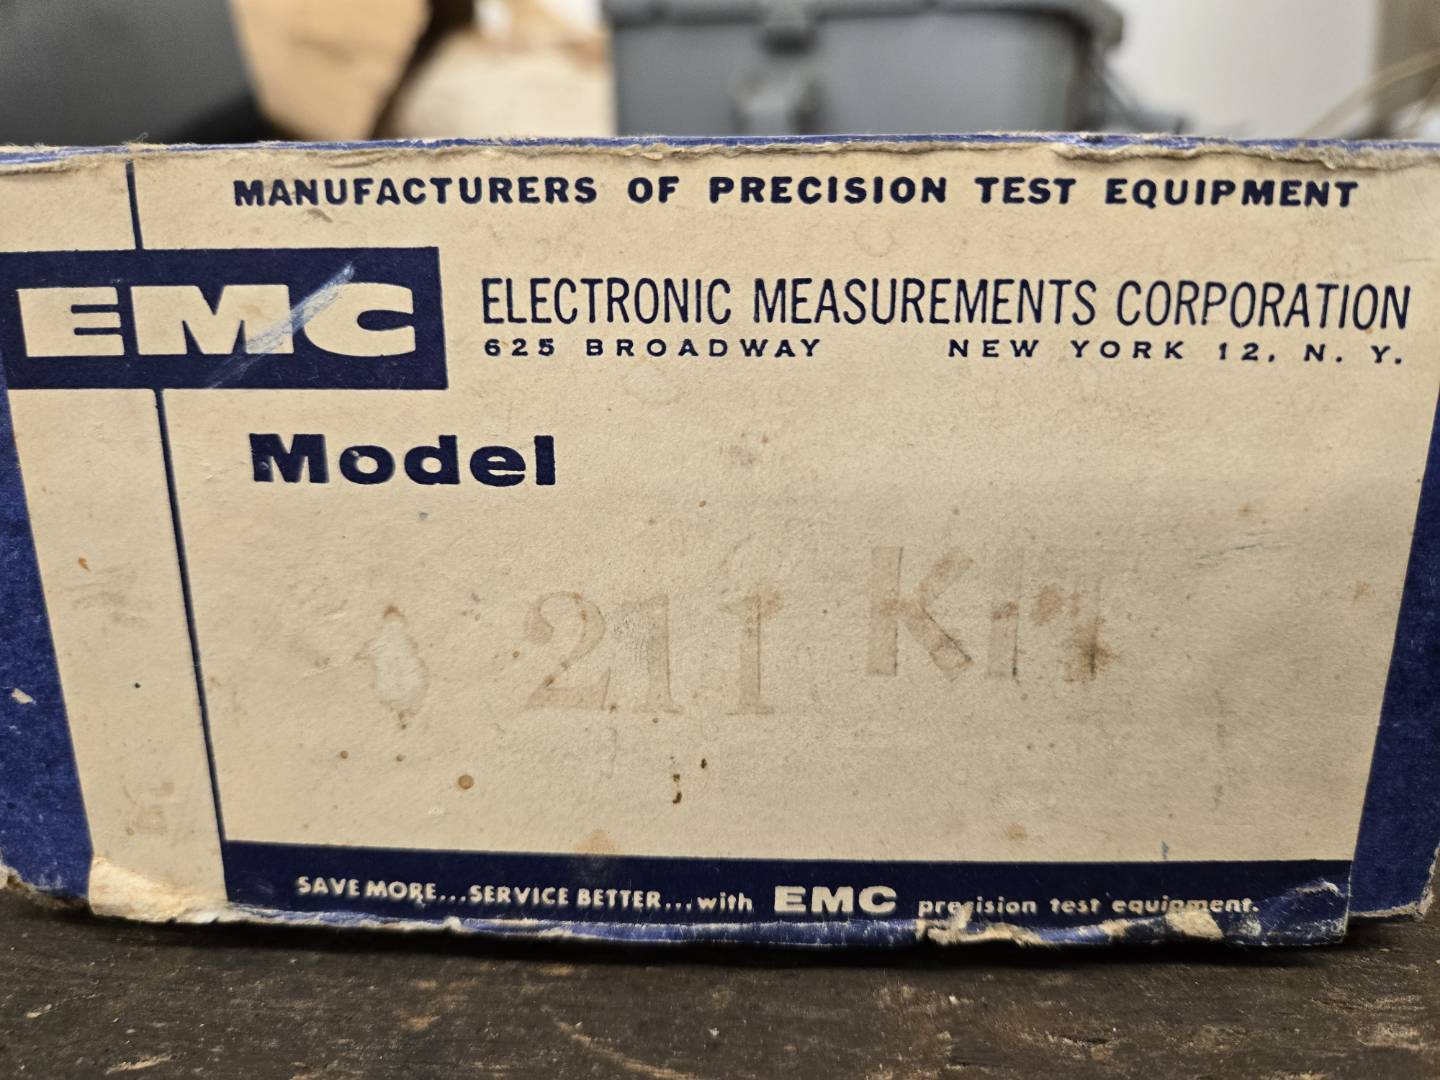 MANUFACTURERS OF PRECISION TEST EQUIPMENT
EMC
ELECTRONIC MEASUREMENTS CORPORATION
625 BROADWAY NEW YORK 12, N. Y.
Model
211 KIT
SAVE MORE...SERVICE BETTER...with EMC precision test equipment.